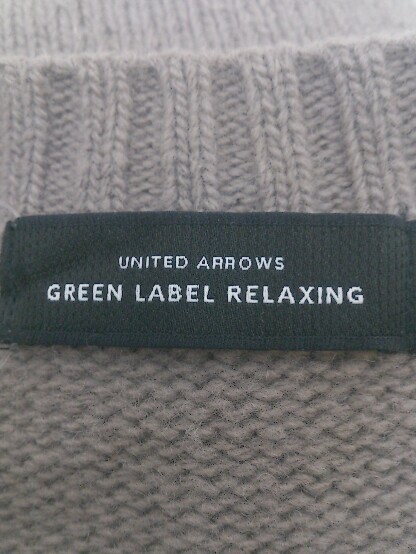 UNITED ARROWS
GREEN LABEL RELAXING